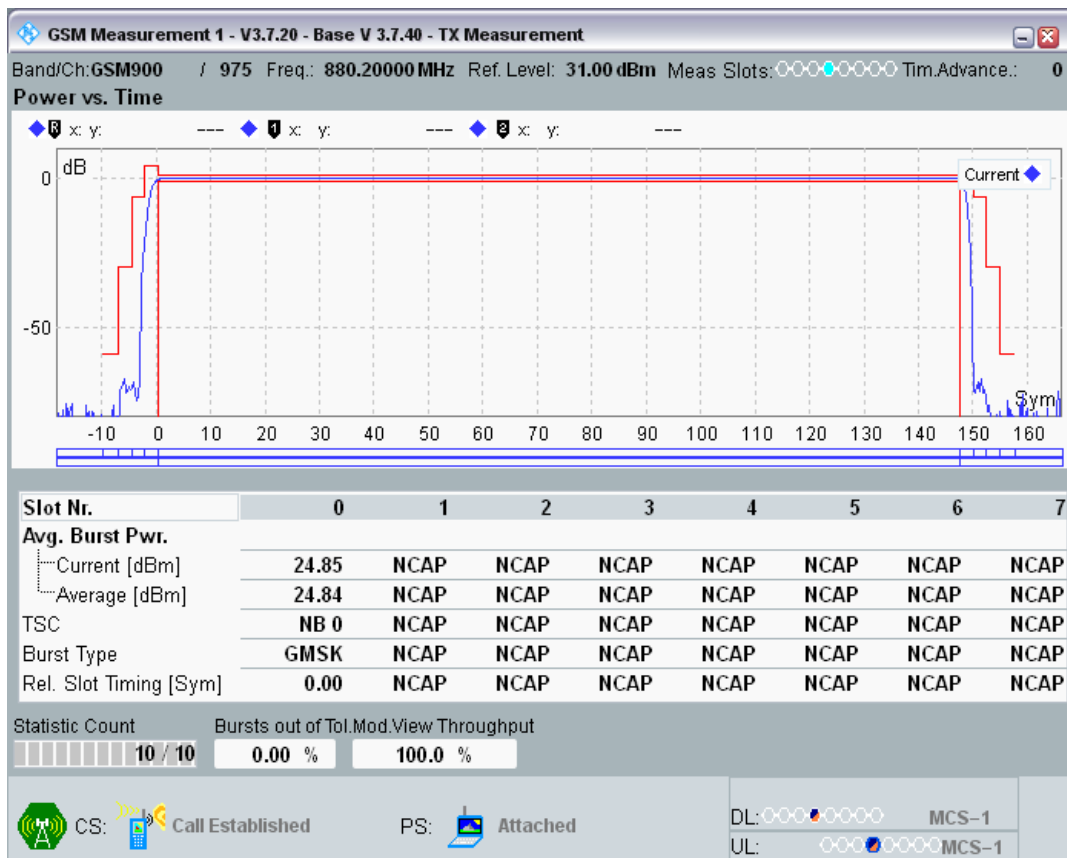 GSM Measurement 1 - V3.7.20 - Base V 3.7.40 - TX Measurement
Band/Ch:GSM900 / 975 Freq.: 880.20000 MHz Ref. Level: 31.00 dBm Meas Slots: Tim.Advance.: 0
Power vs. Time
R x: y: --- 1 x: y: --- 2 x: y: ---
dB
0
Current
-50
Sym
-10 0 10 20 30 40 50 60 70 80 90 100 110 120 130 140 150 160
Slot Nr. 0 1 2 3 4 5 6 7
Avg. Burst Pwr.
Current [dBm] 24.85 NCAP NCAP NCAP NCAP NCAP NCAP NCAP
Average [dBm] 24.84 NCAP NCAP NCAP NCAP NCAP NCAP NCAP
TSC NB 0 NCAP NCAP NCAP NCAP NCAP NCAP NCAP
Burst Type GMSK NCAP NCAP NCAP NCAP NCAP NCAP NCAP
Rel. Slot Timing [Sym] 0.00 NCAP NCAP NCAP NCAP NCAP NCAP NCAP
Statistic Count Bursts out of Tol. Mod.View Throughput
10 / 10 0.00 % 100.0 %
CS: Call Established PS: Attached
DL: MCS-1
UL: MCS-1